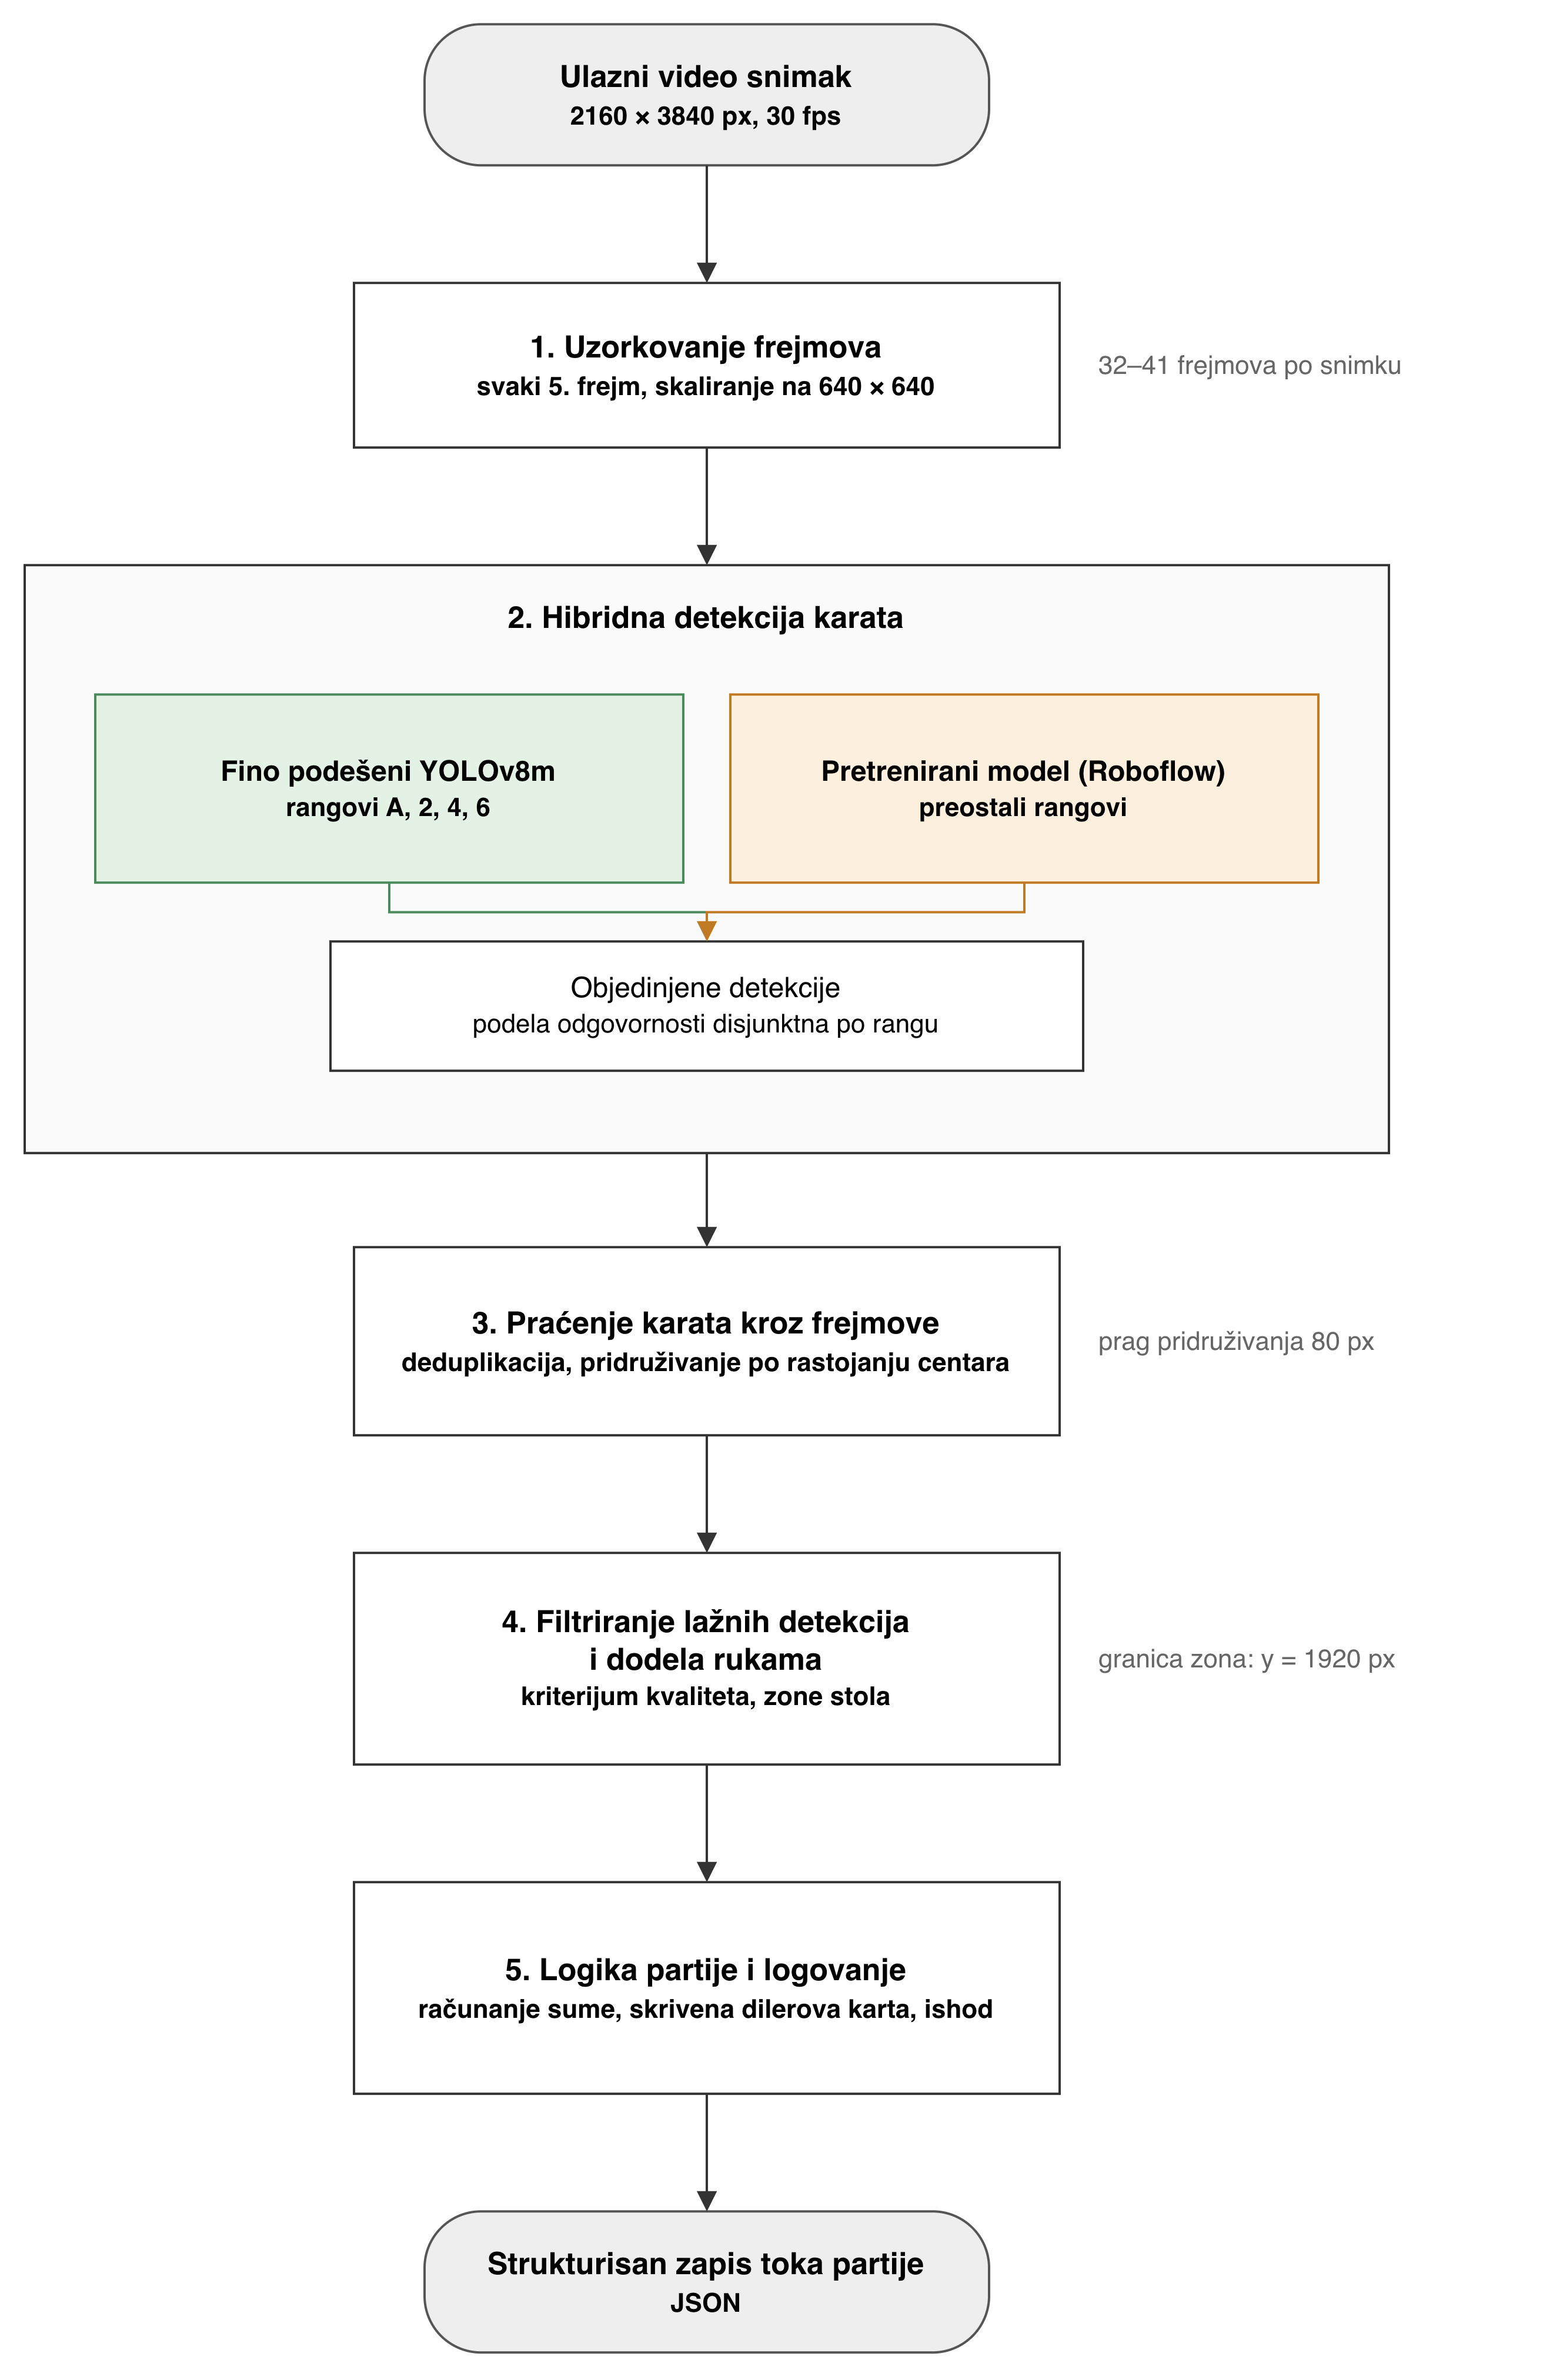 Ulazni video snimak
2160 × 3840 px, 30 fps
1. Uzorkovanje frejmova
svaki 5. frejm, skaliranje na 640 × 640
32–41 frejmova po snimku
2. Hibridna detekcija karata
Fino podešeni YOLOv8m
rangovi A, 2, 4, 6
Pretrenirani model (Roboflow)
preostali rangovi
Objedinjene detekcije
podela odgovornosti disjunktna po rangu
3. Praćenje karata kroz frejmove
deduplikacija, pridruživanje po rastojanju centara
prag pridruživanja 80 px
4. Filtriranje lažnih detekcija
i dodela rukama
kriterijum kvaliteta, zone stola
granica zona: y = 1920 px
5. Logika partije i logovanje
računanje sume, skrivena dilerova karta, ishod
Strukturisan zapis toka partije
JSON